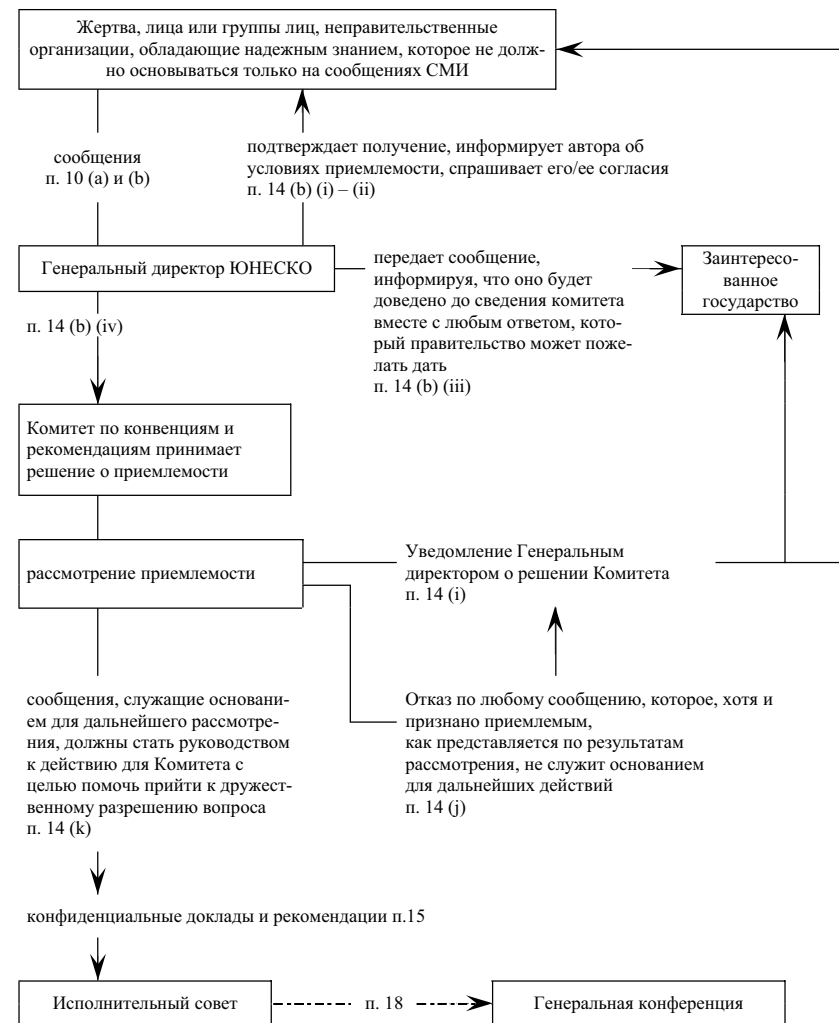 Жертва, лица или группы лиц, неправительственные
организации, обладающие надежным знанием, которое не долж-
но основываться только на сообщениях СМИ
сообщения
п. 10 (a) и (b)
подтверждает получение, информирует автора об
условиях приемлемости, спрашивает его/ее согласия
п. 14 (b) (i) – (ii)
Генеральный директор ЮНЕСКО
передает сообщение,
информируя, что оно будет
доведено до сведения комитета
вместе с любым ответом, кото-
рый правительство может поже-
лать дать
п. 14 (b) (iii)
Заинтересо-
ванное
государство
п. 14 (b) (iv)
Комитет по конвенциям и
рекомендациям принимает
решение о приемлемости
рассмотрение приемлемости
Уведомление Генеральным
директором о решении Комитета
п. 14 (i)
сообщения, служащие основани-
ем для дальнейшего рассмотре-
ния, должны стать руководством
к действию для Комитета с
целью помочь прийти к дружест-
венному разрешению вопроса
п. 14 (k)
Отказ по любому сообщению, которое, хотя и
признано приемлемым,
как представляется по результатам
рассмотрения, не служит основанием
для дальнейших действий
п. 14 (j)
конфиденциальные доклады и рекомендации п.15
Исполнительный совет
п. 18
Генеральная конференция